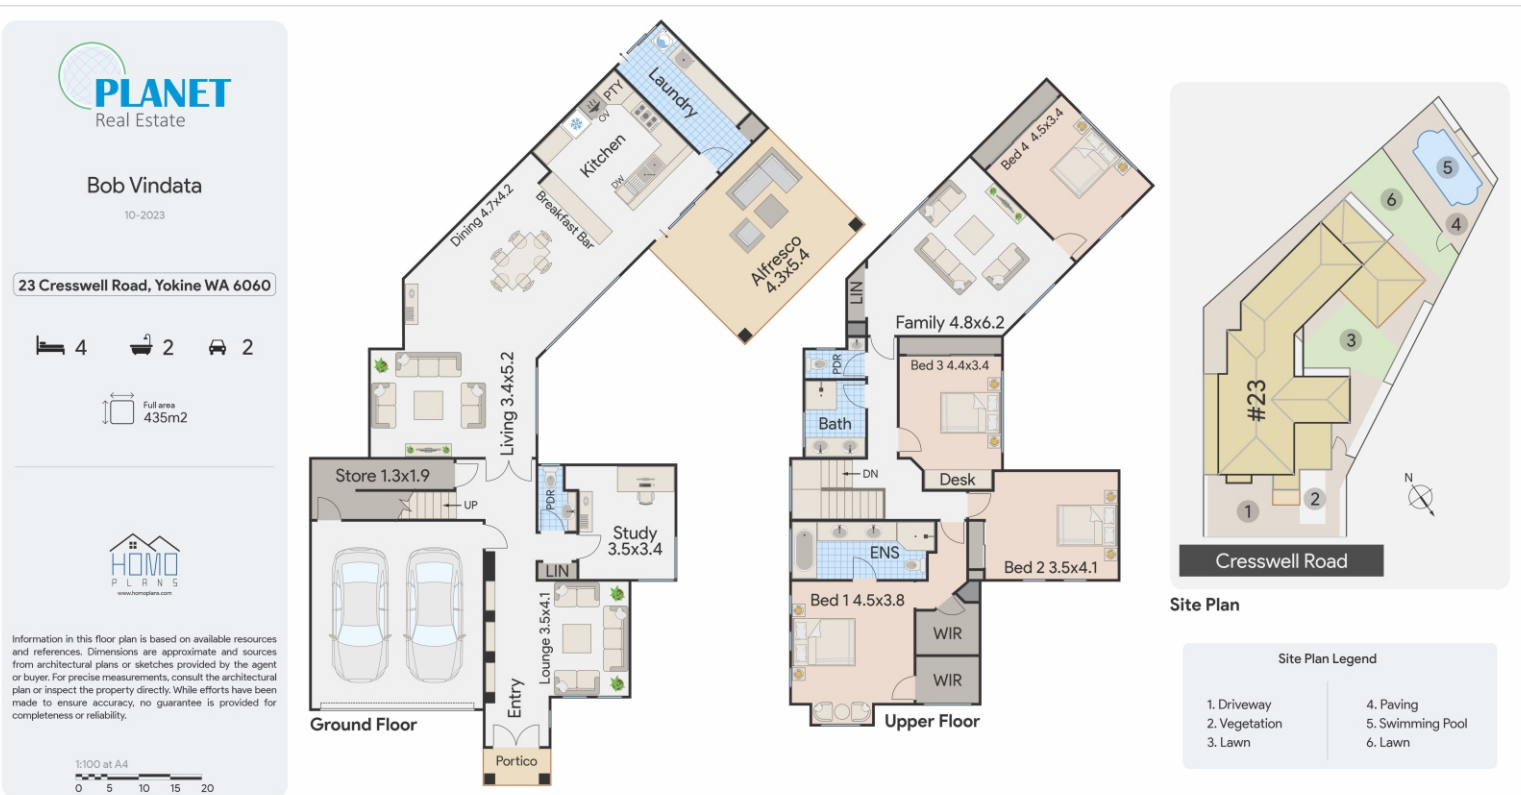 PLANET
Real Estate
Bob Vindata
10-2023
23 Cresswell Road, Yokine WA 6060
4
2
2
Full area
435m2
HOMO
PLANS
www.homoplans.com
Information in this floor plan is based on available resources
and references. Dimensions are approximate and sources
from architectural plans or sketches provided by the agent
or buyer. For precise measurements, consult the architectural
plan or inspect the property directly. While efforts have been
made to ensure accuracy, no guarantee is provided for
completeness or reliability.
1:100 at A4
0 5 10 15 20
Laundry
PTY
OV
Kitchen
DW
Breakfast Bar
Dining 4.7x4.2
Alfresco
4.3x5.4
Living 3.4x5.2
Store 1.3x1.9
UP
PDR
Study
3.5x3.4
LIN
Lounge 3.5x4.1
Entry
Portico
Ground Floor
Bed 4 4.5x3.4
LIN
Family 4.8x6.2
PDR
Bed 3 4.4x3.4
Bath
DN
Desk
ENS
Bed 2 3.5x4.1
Bed 1 4.5x3.8
WIR
WIR
Upper Floor
5
6
4
3
#23
N
2
1
Cresswell Road
Site Plan
Site Plan Legend
1. Driveway
2. Vegetation
3. Lawn
4. Paving
5. Swimming Pool
6. Lawn